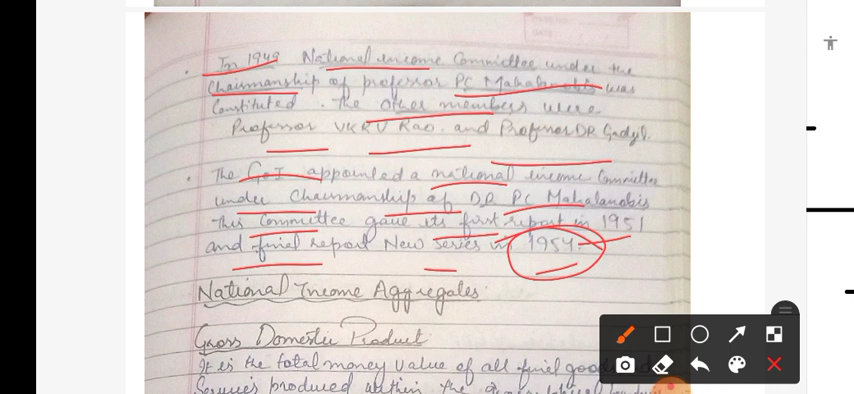 In 1949 National income Committee under the
Chairmanship of professor PC Mahalanobis was
Constituted. The other members were
Professor VKRV Rao. and Professor DR Gadgil.
The GoI appointed a national income Committee
under Chairmanship of DR PC Mahalanobis
This Committee gave its first report in 1951
and final report New series in 1954.
National Income Aggregates
Gross Domestic Product
It is the total money value of all final goods
Services produced within the